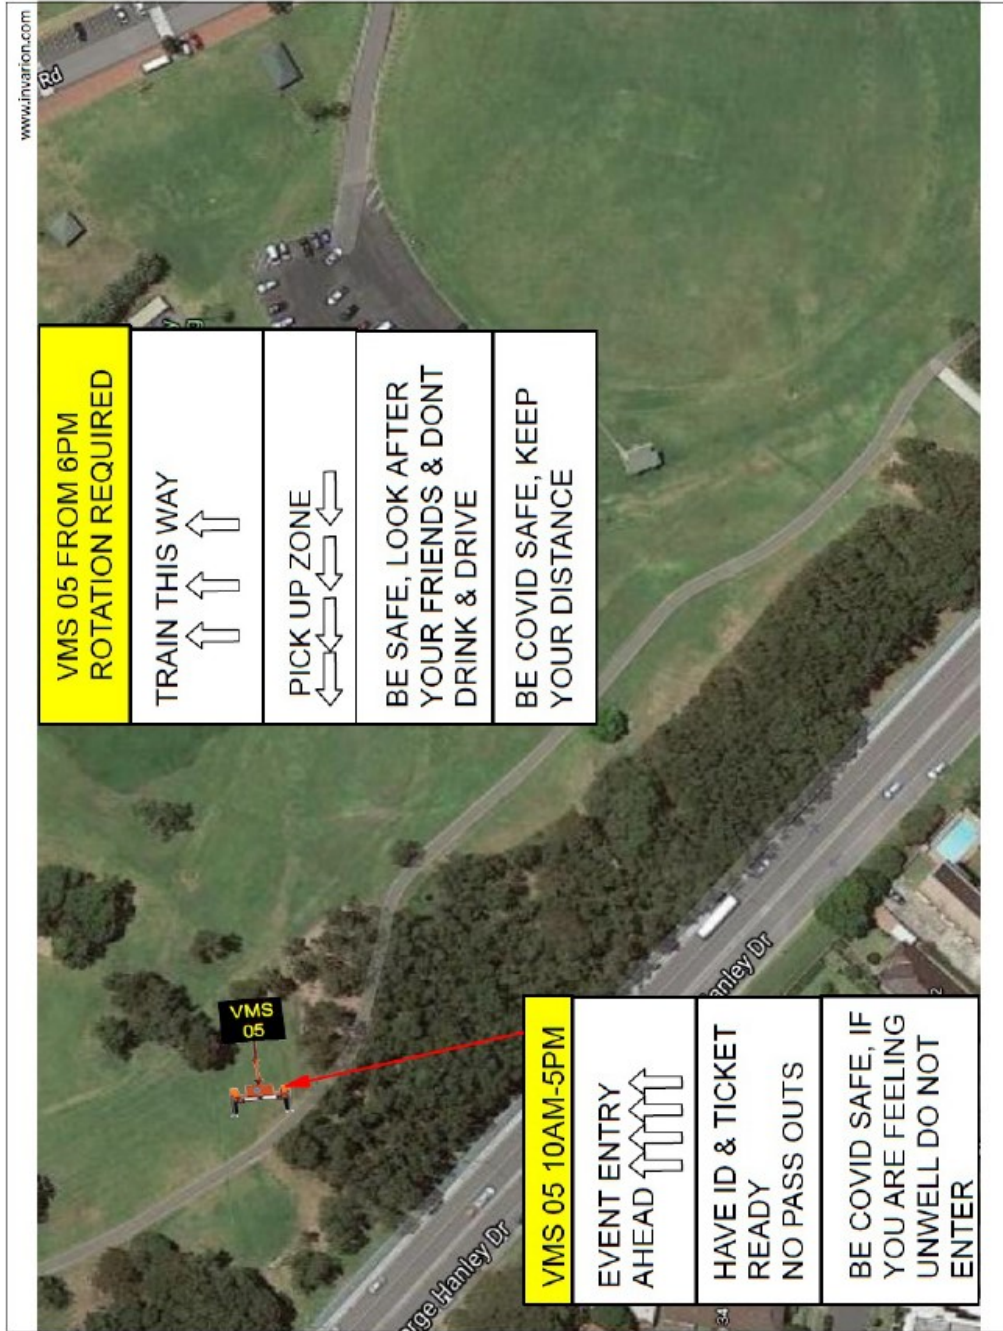 www.invarion.com
Rd
VMS 05 FROM 6PM
ROTATION REQUIRED
TRAIN THIS WAY
PICK UP ZONE
BE SAFE, LOOK AFTER
YOUR FRIENDS & DONT
DRINK & DRIVE
BE COVID SAFE, KEEP
YOUR DISTANCE
VMS
05
VMS 05 10AM-5PM
EVENT ENTRY
AHEAD
HAVE ID & TICKET
READY
NO PASS OUTS
BE COVID SAFE, IF
YOU ARE FEELING
UNWELL DO NOT
ENTER
anley Dr
rge Hanley Dr
34
2